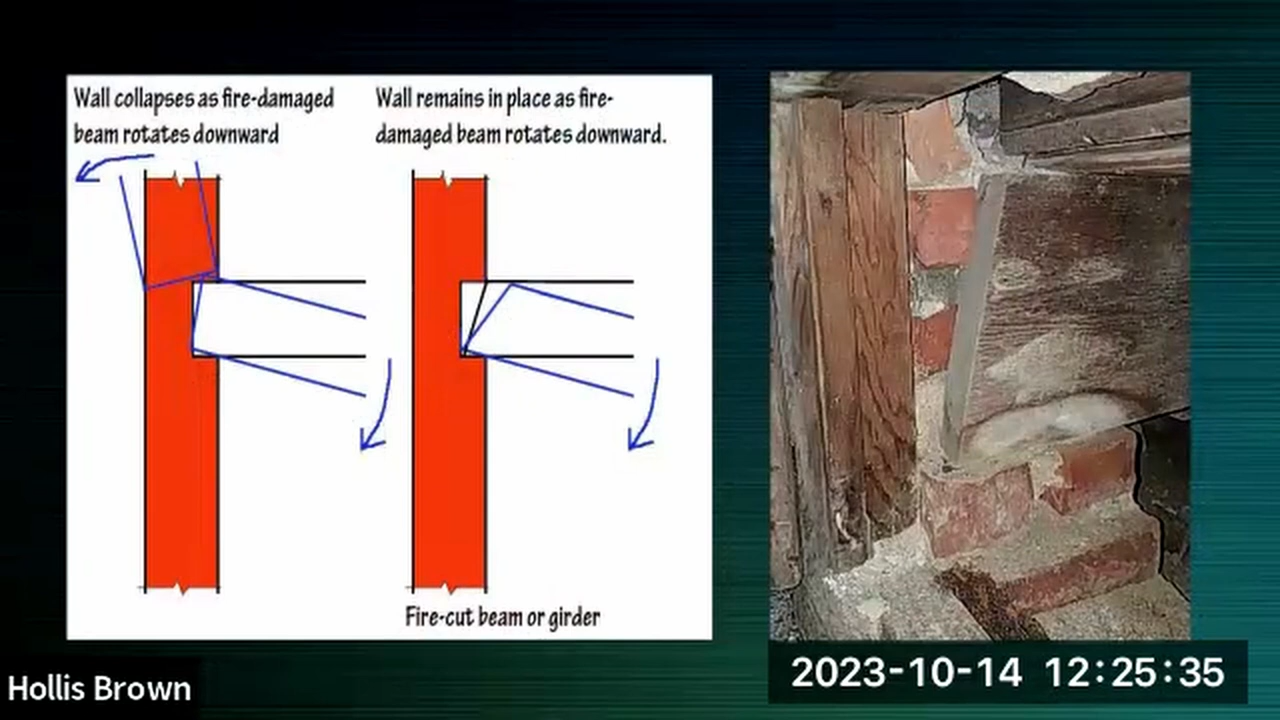 Wall collapses as fire-damaged
beam rotates downward
Wall remains in place as fire-
damaged beam rotates downward.
Fire-cut beam or girder
Hollis Brown
2023-10-14 12:25:35